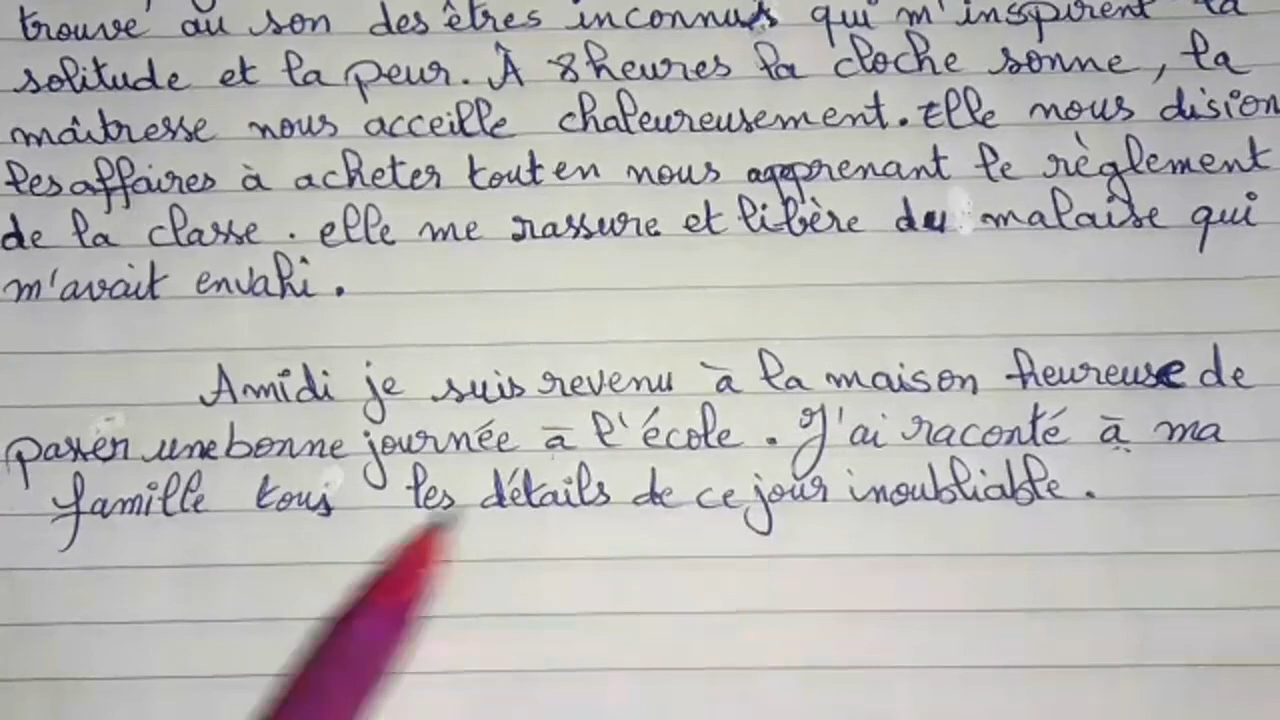 trouve au son des êtres inconnus qui m'inspirent la
solitude et la peur. À 8heures la cloche sonne, la
maîtresse nous acceille chaleureusement. Elle nous dision
les affaires à acheter tout en nous apprenant le règlement
de la classe. elle me rassure et libère du malaise qui
m'avait envahi.
Amidi je suis revenu à la maison heureuse de
passer une bonne journée à l'école. J'ai raconté à ma
famille tous les détails de ce jour inoubliable.